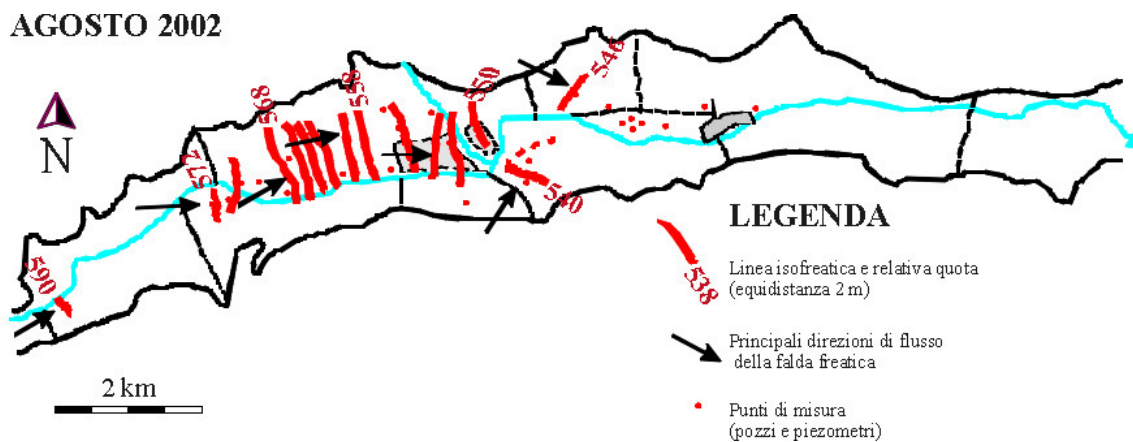 AGOSTO 2002
N
590
572
568
558
550
546
540
2 km
LEGENDA
538
Linea isofreatica e relativa quota
(equidistanza 2 m)
Principali direzioni di flusso
della falda freatica
Punti di misura
(pozzi e piezometri)